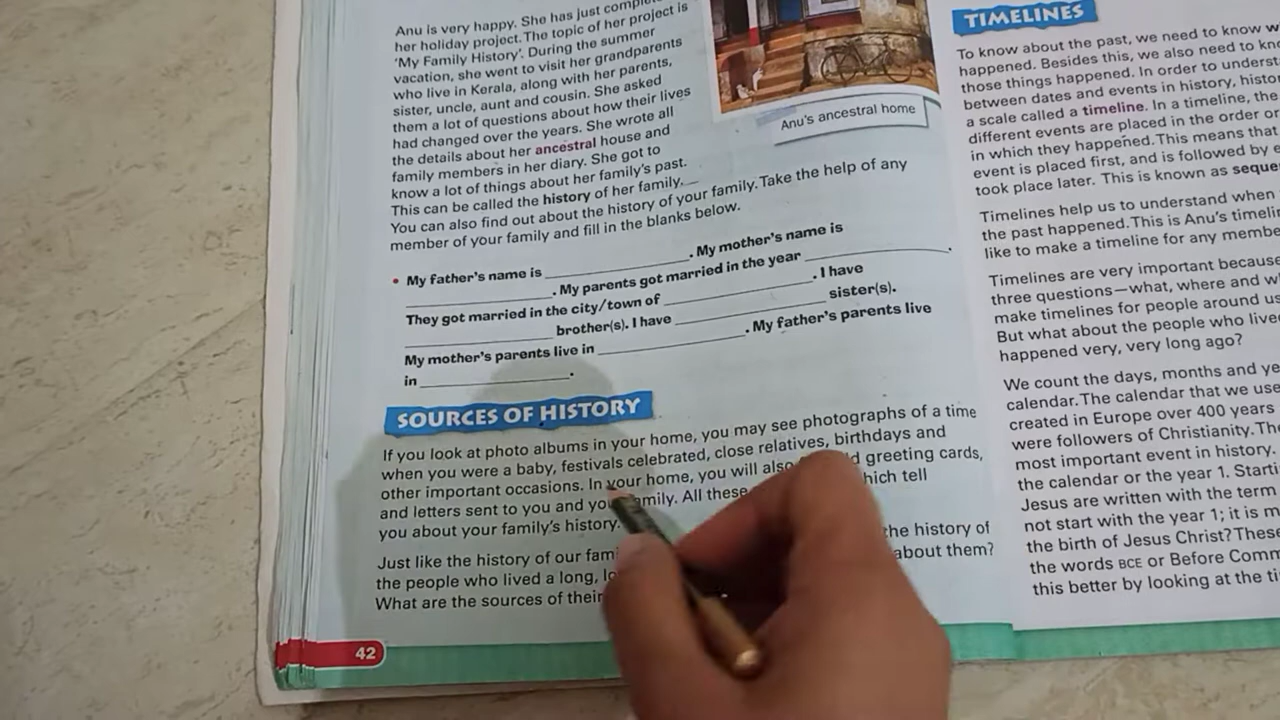 Anu is very happy. She has just
her holiday project. The topic of her project is
'My Family History'. During the summer
vacation, she went to visit her grandparents
who live in Kerala, along with her parents,
sister, uncle, aunt and cousin. She asked
them a lot of questions about how their lives
had changed over the years. She wrote all
the details about her ancestral house and
family members in her diary. She got to
know a lot of things about her family's past.
This can be called the history of her family.
You can also find out about the history of your family. Take the help of any
member of your family and fill in the blanks below.
• My father's name is ____________. My mother's name is
____________. My parents got married in the year ____________.
They got married in the city/town of ____________. I have
____________ brother(s). I have ____________ sister(s).
My mother's parents live in ____________. My father's parents live
in ____________.
SOURCES OF HISTORY
If you look at photo albums in your home, you may see photographs of a time
when you were a baby, festivals celebrated, close relatives, birthdays and
other important occasions. In your home, you will also greeting cards,
and letters sent to you and your family. All these which tell
you about your family's history.
Just like the history of our the history of
the people who lived a long, about them?
What are the sources of their
42
Anu's ancestral home
TIMELINES
To know about the past, we need to know
happened. Besides this, we also need to
those things happened. In order to
between dates and events in history,
a scale called a timeline. In a timeline, the
different events are placed in the order
in which they happened. This means that
event is placed first, and is followed by
took place later. This is known as
Timelines help us to understand when
the past happened. This is Anu's
like to make a timeline for any
Timelines are very important because
three questions—what, where and
make timelines for people around
But what about the people who
happened very, very long ago?
We count the days, months and
calendar. The calendar that we
created in Europe over 400 years
were followers of Christianity.
most important event in history.
the calendar or the year 1.
Jesus are written with the term
not start with the year 1; it is
the birth of Jesus Christ?
the words BCE or Before
this better by looking at the